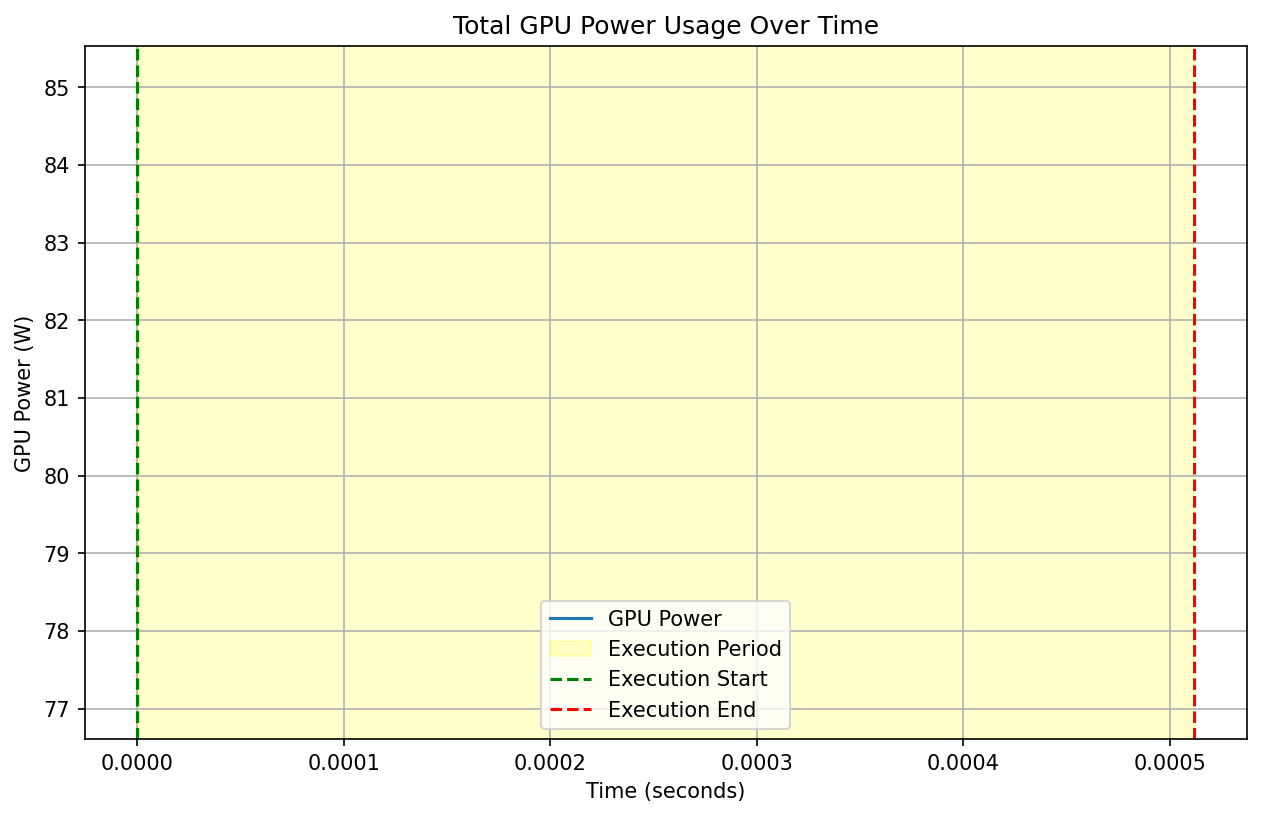 Total GPU Power Usage Over Time
GPU Power (W)
85
84
83
82
81
80
79
78
77
GPU Power
Execution Period
Execution Start
Execution End
0.0000 0.0001 0.0002 0.0003 0.0004 0.0005
Time (seconds)